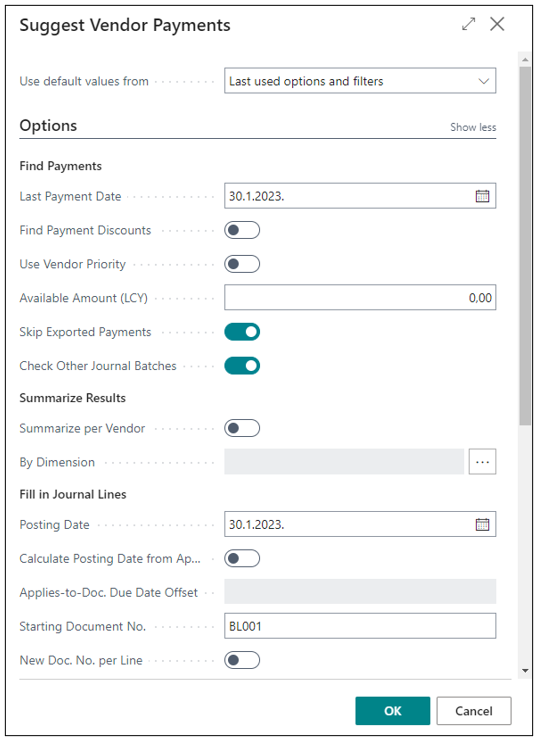 Suggest Vendor Payments
Use default values from
Last used options and filters
Options
Show less
Find Payments
Last Payment Date
30.1.2023.
Find Payment Discounts
Use Vendor Priority
Available Amount (LCY)
0,00
Skip Exported Payments
Check Other Journal Batches
Summarize Results
Summarize per Vendor
By Dimension
...
Fill in Journal Lines
Posting Date
30.1.2023.
Calculate Posting Date from Ap...
Applies-to-Doc. Due Date Offset
Starting Document No.
BL001
New Doc. No. per Line
OK
Cancel